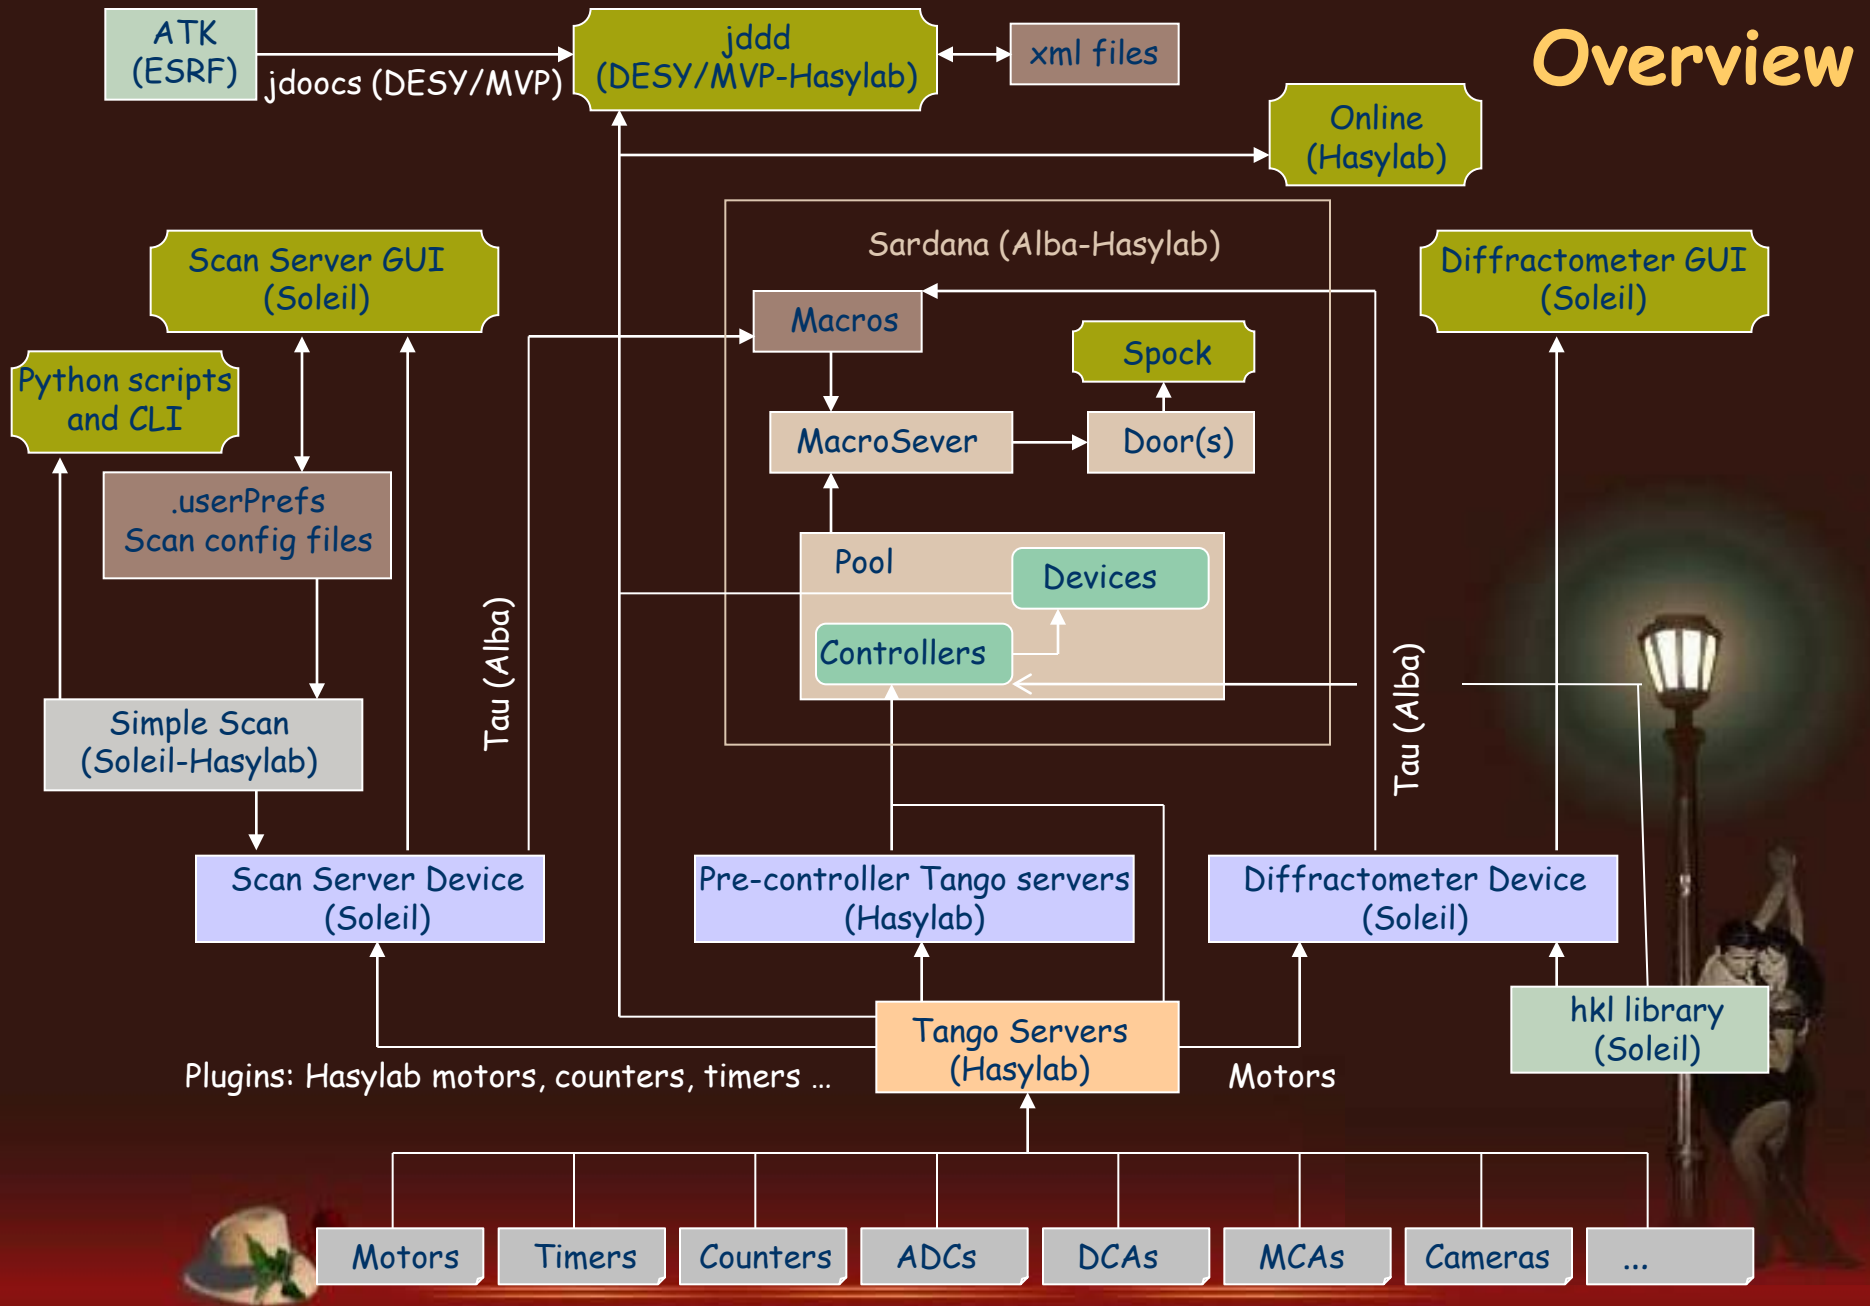 Overview
ATK
(ESRF)
jdoocs (DESY/MVP)
jddd
(DESY/MVP-Hasylab)
xml files
Online
(Hasylab)
Scan Server GUI
(Soleil)
Sardana (Alba-Hasylab)
Diffractometer GUI
(Soleil)
Macros
Spock
Python scripts
and CLI
MacroSever
Door(s)
.userPrefs
Scan config files
Pool
Devices
Controllers
Tau (Alba)
Tau (Alba)
Simple Scan
(Soleil-Hasylab)
Scan Server Device
(Soleil)
Pre-controller Tango servers
(Hasylab)
Diffractometer Device
(Soleil)
hkl library
(Soleil)
Tango Servers
(Hasylab)
Plugins: Hasylab motors, counters, timers ...
Motors
Motors
Timers
Counters
ADCs
DCAs
MCAs
Cameras
...